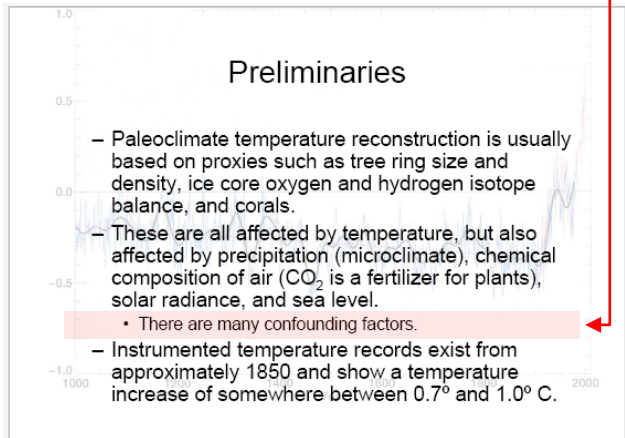 1.0
Preliminaries
0.5
– Paleoclimate temperature reconstruction is usually
based on proxies such as tree ring size and
density, ice core oxygen and hydrogen isotope
0.0
balance, and corals.
– These are all affected by temperature, but also
affected by precipitation (microclimate), chemical
composition of air (CO₂ is a fertilizer for plants),
-0.5
solar radiance, and sea level.
• There are many confounding factors.
– Instrumented temperature records exist from
approximately 1850 and show a temperature
-1.0
1000 1200 1400 1600 1800 2000
increase of somewhere between 0.7º and 1.0º C.